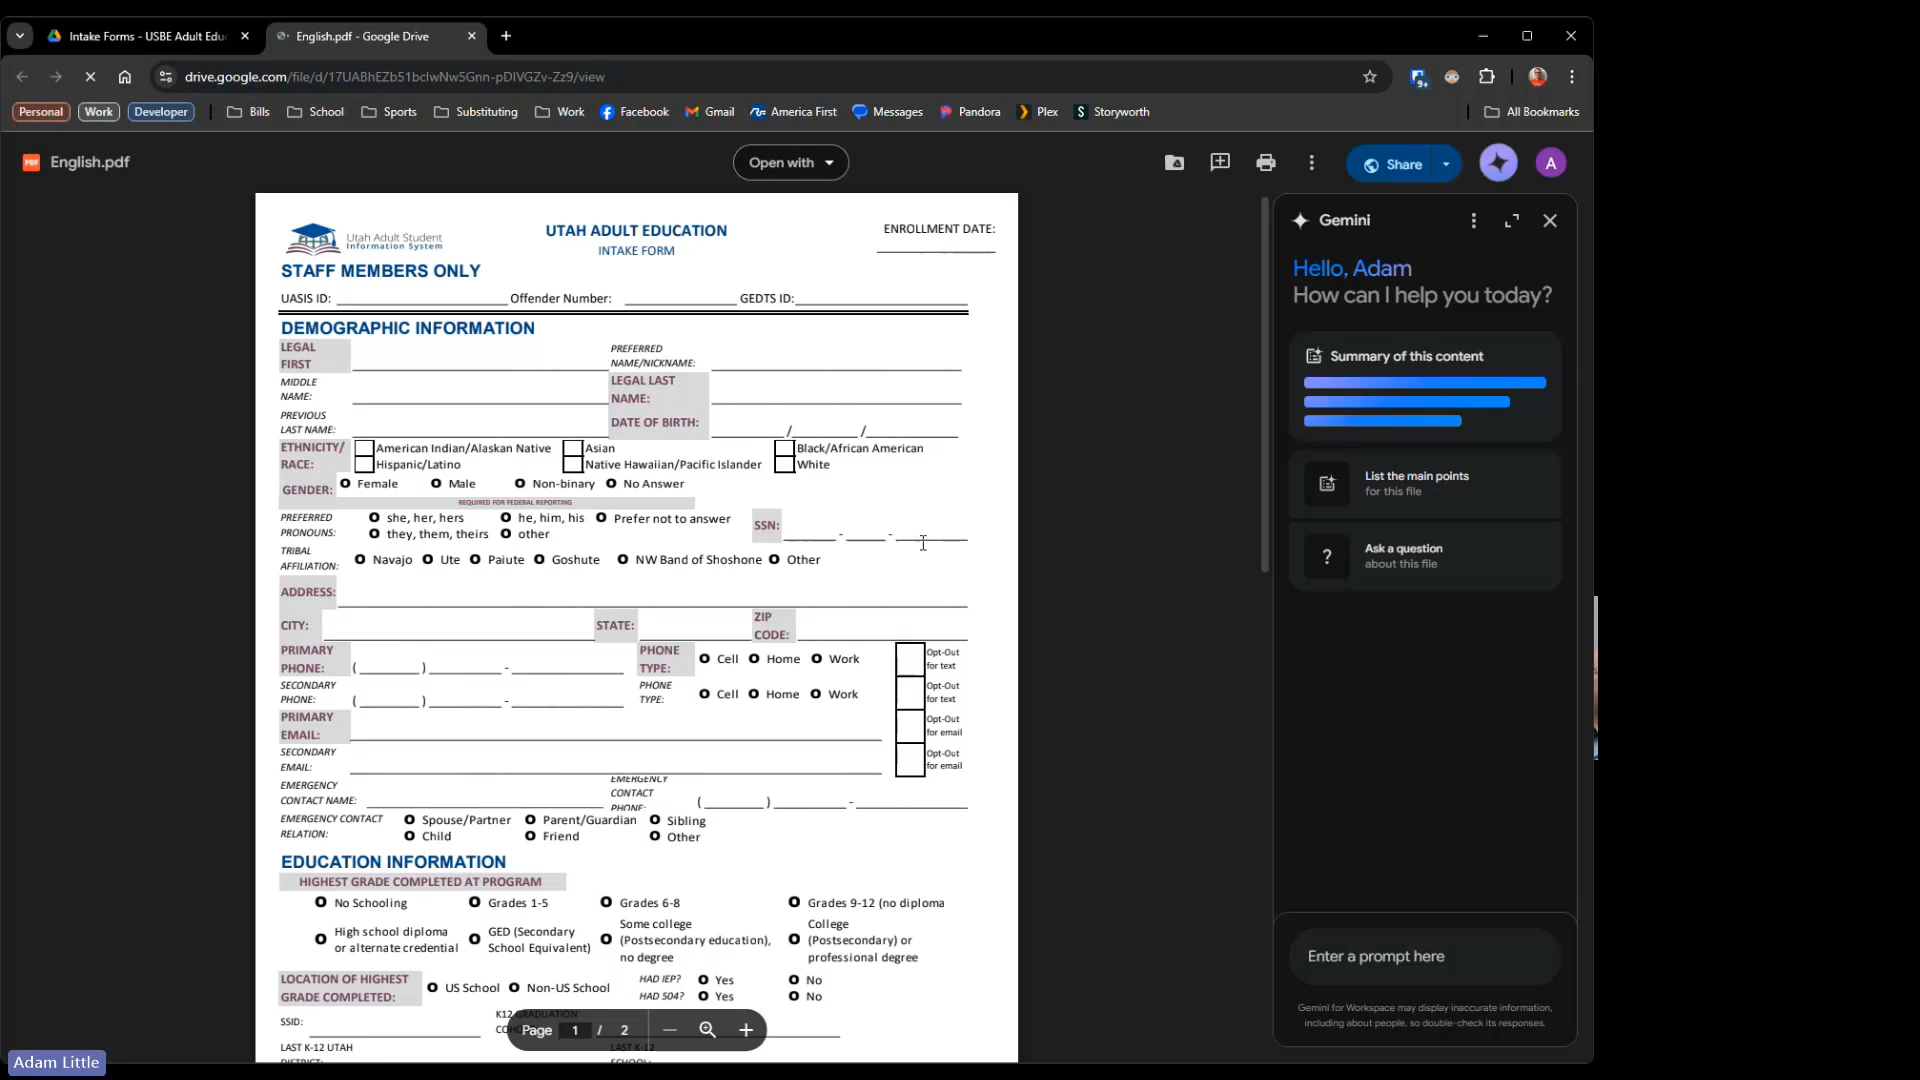 Intake Forms - USBE Adult Edu
English.pdf - Google Drive
drive.google.com/file/d/17UABhEZb51bclwNw5Gnn-pDIVGZv-Zz9/view
9+
Personal Work Developer Bills School Sports Substituting Work Facebook Gmail America First Messages Pandora Plex Storyworth All Bookmarks
English.pdf
Open with
Share
A
Utah Adult Student
Information System
UTAH ADULT EDUCATION
INTAKE FORM
ENROLLMENT DATE:
STAFF MEMBERS ONLY
UASIS ID: Offender Number: GEDTS ID:
DEMOGRAPHIC INFORMATION
LEGAL
FIRST
PREFERRED
NAME/NICKNAME:
MIDDLE
NAME:
LEGAL LAST
NAME:
PREVIOUS
LAST NAME:
DATE OF BIRTH: / /
ETHNICITY/
RACE:
American Indian/Alaskan Native Asian Black/African American
Hispanic/Latino Native Hawaiian/Pacific Islander White
GENDER: Female Male Non-binary No Answer
REQUIRED FOR FEDERAL REPORTING
PREFERRED
PRONOUNS:
she, her, hers he, him, his Prefer not to answer
they, them, theirs other
SSN: - -
TRIBAL
AFFILIATION:
Navajo Ute Paiute Goshute NW Band of Shoshone Other
ADDRESS:
CITY: STATE: ZIP
CODE:
PRIMARY
PHONE: ( ) -
PHONE
TYPE: Cell Home Work
Opt-Out
for text
SECONDARY
PHONE: ( ) -
PHONE
TYPE: Cell Home Work
Opt-Out
for text
PRIMARY
EMAIL:
Opt-Out
for email
SECONDARY
EMAIL:
Opt-Out
for email
EMERGENCY
CONTACT NAME:
EMERGENCY
CONTACT
PHONE: ( ) -
EMERGENCY CONTACT
RELATION:
Spouse/Partner Parent/Guardian Sibling
Child Friend Other
EDUCATION INFORMATION
HIGHEST GRADE COMPLETED AT PROGRAM
No Schooling Grades 1-5 Grades 6-8 Grades 9-12 (no diploma
High school diploma
or alternate credential
GED (Secondary
School Equivalent)
Some college
(Postsecondary education),
no degree
College
(Postsecondary) or
professional degree
LOCATION OF HIGHEST
GRADE COMPLETED:
US School Non-US School
HAD IEP? Yes No
HAD 504? Yes No
SSID:
K12 GRADUATION
Page 1 / 2
LAST K-12 UTAH
DISTRICT:
LAST K-12
SCHOOL:
Gemini
Hello, Adam
How can I help you today?
Summary of this content
List the main points
for this file
?
Ask a question
about this file
Enter a prompt here
Gemini for Workspace may display inaccurate information,
including about people, so double-check its responses.
Adam Little